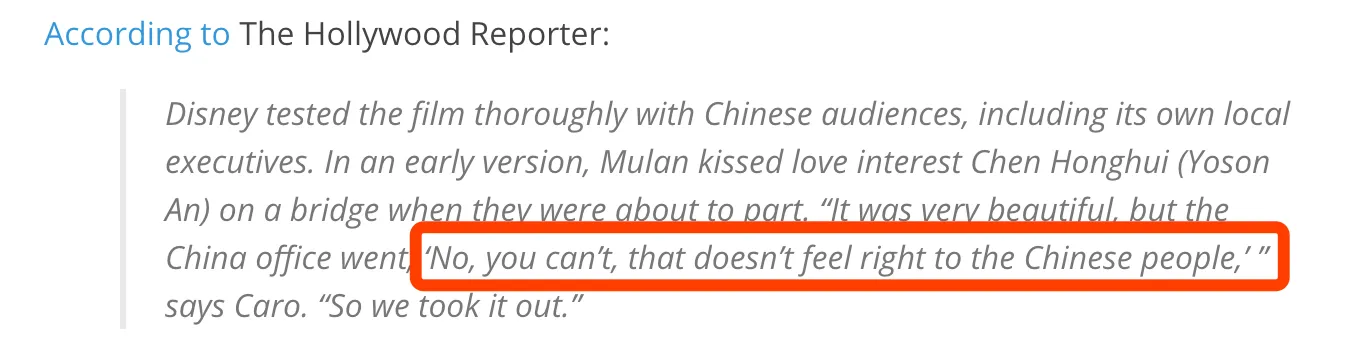 According to The Hollywood Reporter:
Disney tested the film thoroughly with Chinese audiences, including its own local
executives. In an early version, Mulan kissed love interest Chen Honghui (Yoson
An) on a bridge when they were about to part. “It was very beautiful, but the
China office went, ‘No, you can’t, that doesn’t feel right to the Chinese people,’ ”
says Caro. “So we took it out.”